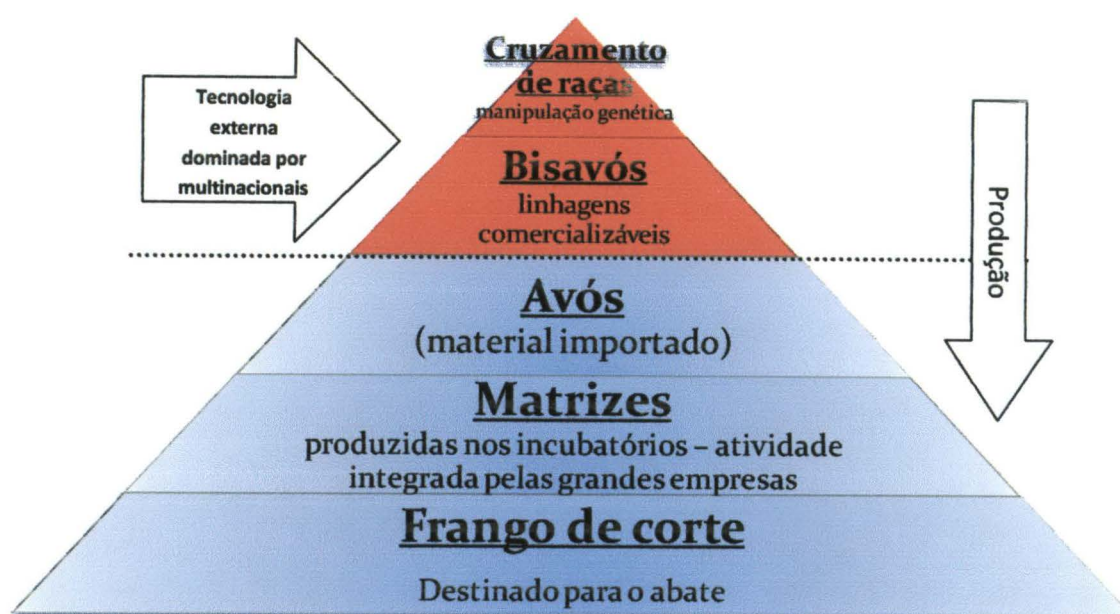 Cruzamento
de raças
manipulação genética
Tecnologia
externa
dominada por
multinacionais
Bisavós
linhagens
comercializáveis
Produção
Avós
(material importado)
Matrizes
produzidas nos incubatórios – atividade
integrada pelas grandes empresas
Frango de corte
Destinado para o abate